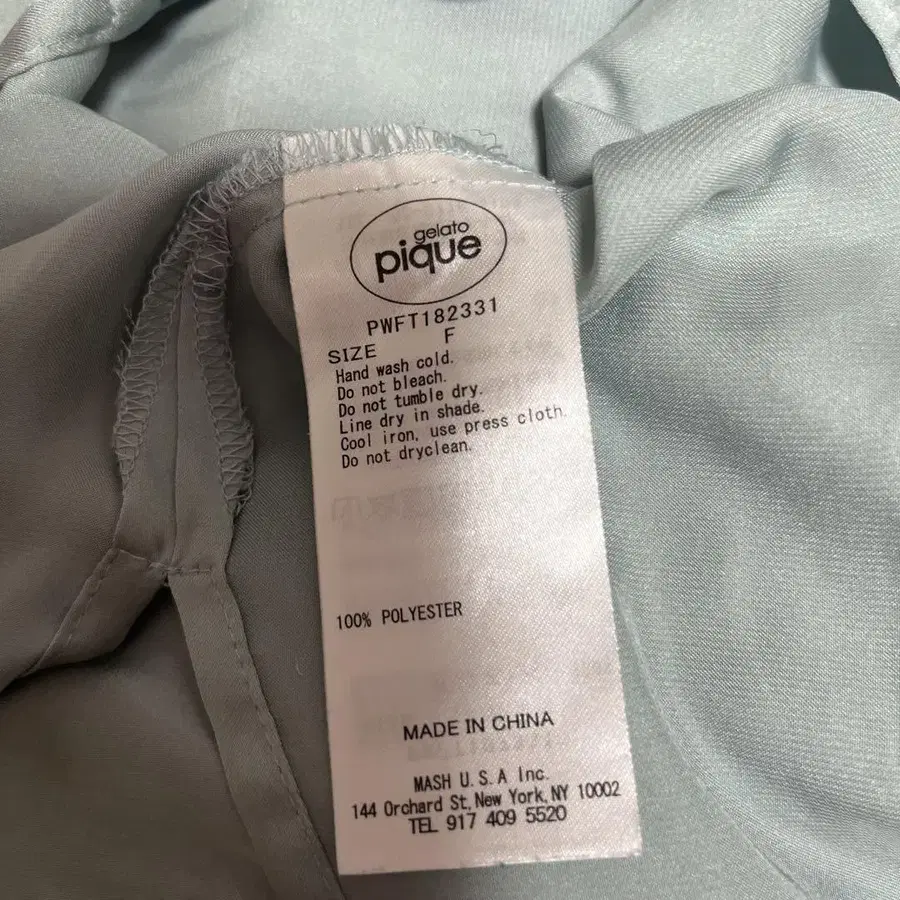 gelato
pique
PWFT182331
SIZE F
Hand wash cold.
Do not bleach.
Do not tumble dry.
Line dry in shade.
Cool iron, use press cloth.
Do not dryclean.
100% POLYESTER
MADE IN CHINA
MASH U.S.A Inc.
144 Orchard St, New York, NY 10002
TEL 917 409 5520